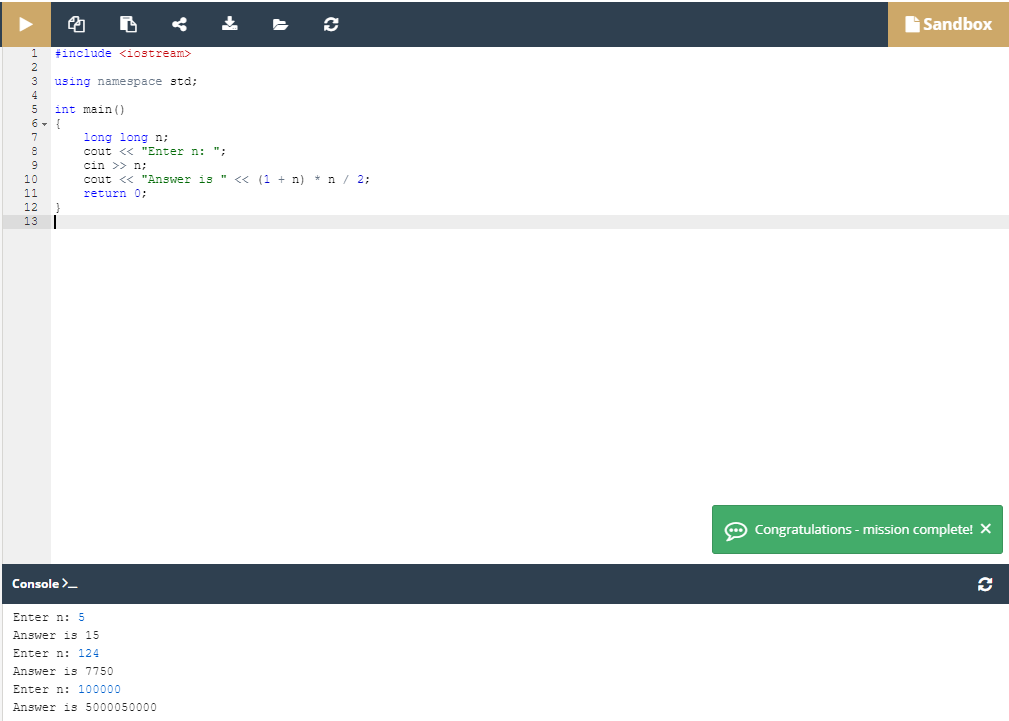 Sandbox
1 #include <iostream>
2
3 using namespace std;
4
5 int main()
6 {
7     long long n;
8     cout << "Enter n: ";
9     cin >> n;
10     cout << "Answer is " << (1 + n) * n / 2;
11     return 0;
12 }
13
Congratulations - mission complete!
Console >_
Enter n: 5
Answer is 15
Enter n: 124
Answer is 7750
Enter n: 100000
Answer is 5000050000